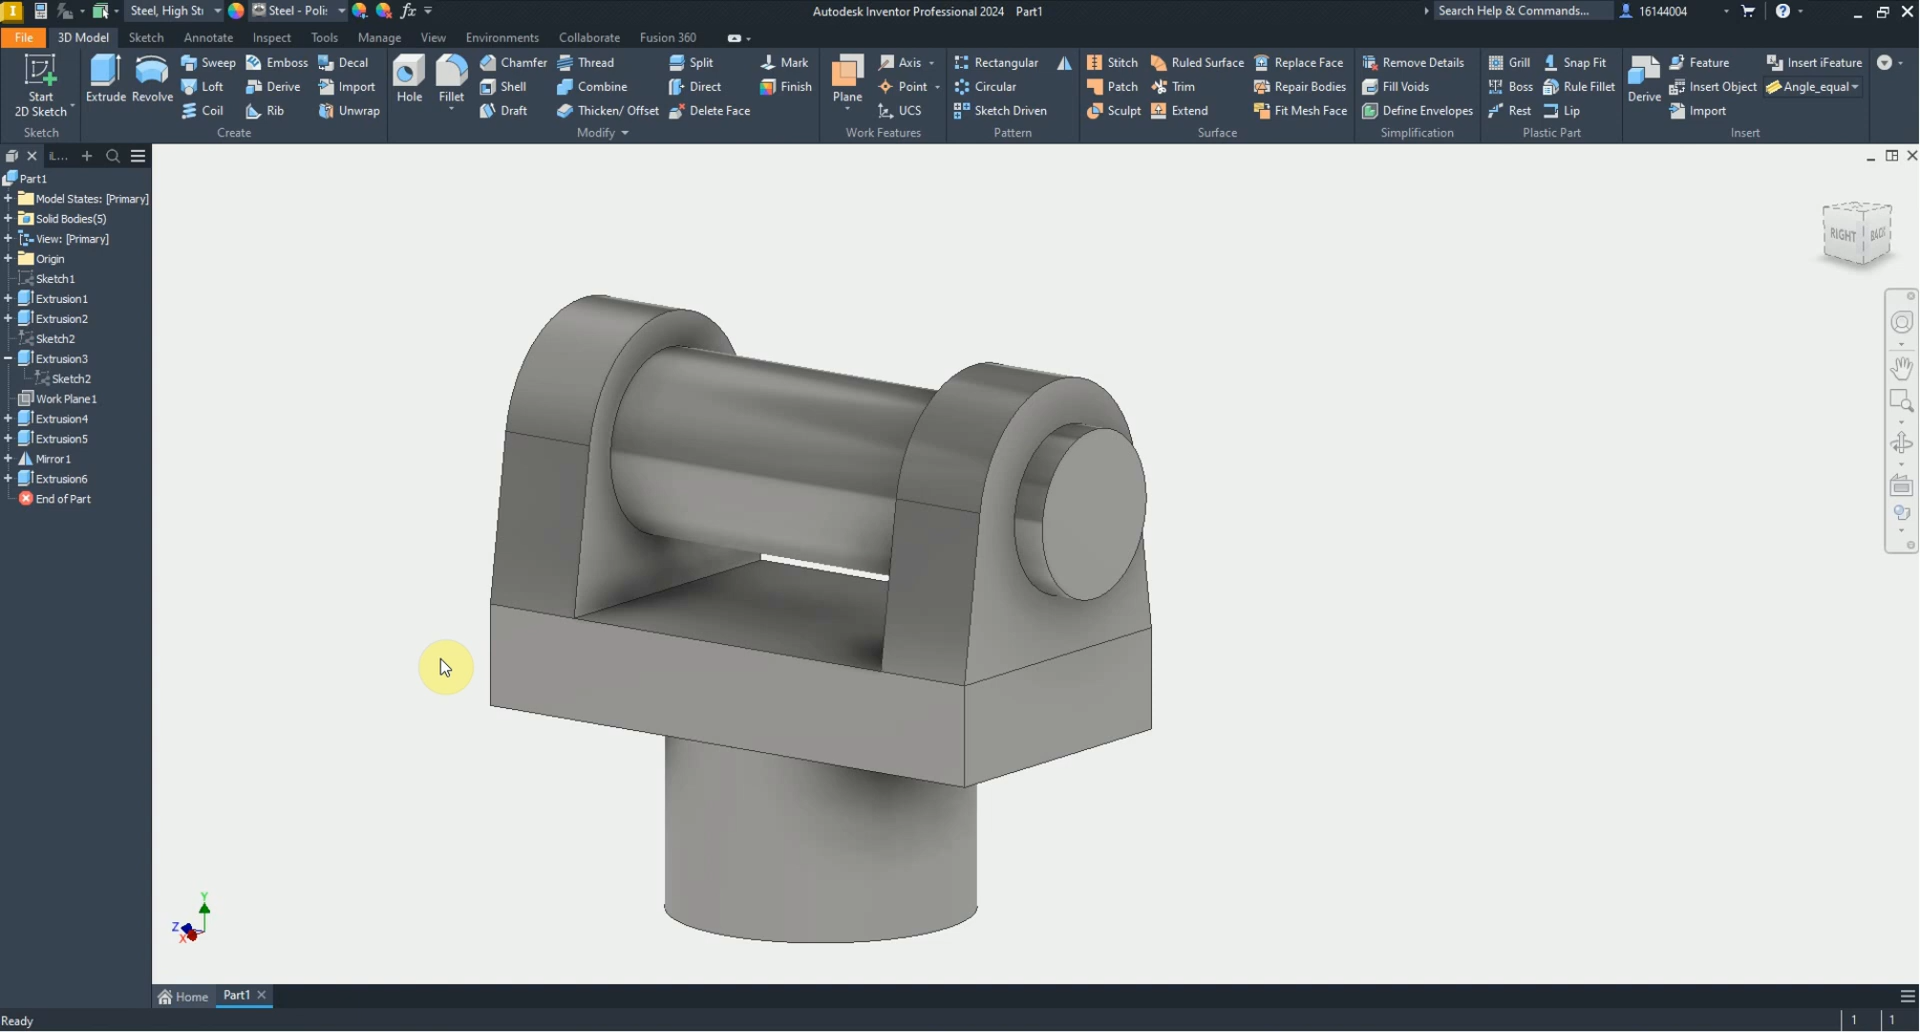 Steel, High St
Steel - Polis
fx
Autodesk Inventor Professional 2024 Part1
Search Help & Commands...
16144004
File 3D Model Sketch Annotate Inspect Tools Manage View Environments Collaborate Fusion 360
Start
2D Sketch
Sketch
Extrude
Revolve
Sweep
Loft
Coil
Emboss
Derive
Rib
Decal
Import
Unwrap
Create
Hole
Fillet
Chamfer
Shell
Draft
Thread
Combine
Thicken/ Offset
Split
Direct
Delete Face
Mark
Finish
Modify
Plane
Axis
Point
UCS
Work Features
Rectangular
Circular
Sketch Driven
Pattern
Stitch
Patch
Sculpt
Ruled Surface
Trim
Extend
Replace Face
Repair Bodies
Fit Mesh Face
Surface
Remove Details
Fill Voids
Define Envelopes
Simplification
Grill
Boss
Rest
Snap Fit
Rule Fillet
Lip
Plastic Part
Derive
Feature
Insert Object
Import
Insert iFeature
Angle_equal
Insert
Part1
Model States: [Primary]
Solid Bodies(5)
View: [Primary]
Origin
Sketch1
Extrusion1
Extrusion2
Sketch2
Extrusion3
Sketch2
Work Plane1
Extrusion4
Extrusion5
Mirror1
Extrusion6
End of Part
RIGHT BACK
Y
Z
X
Home
Part1
Ready
1 1